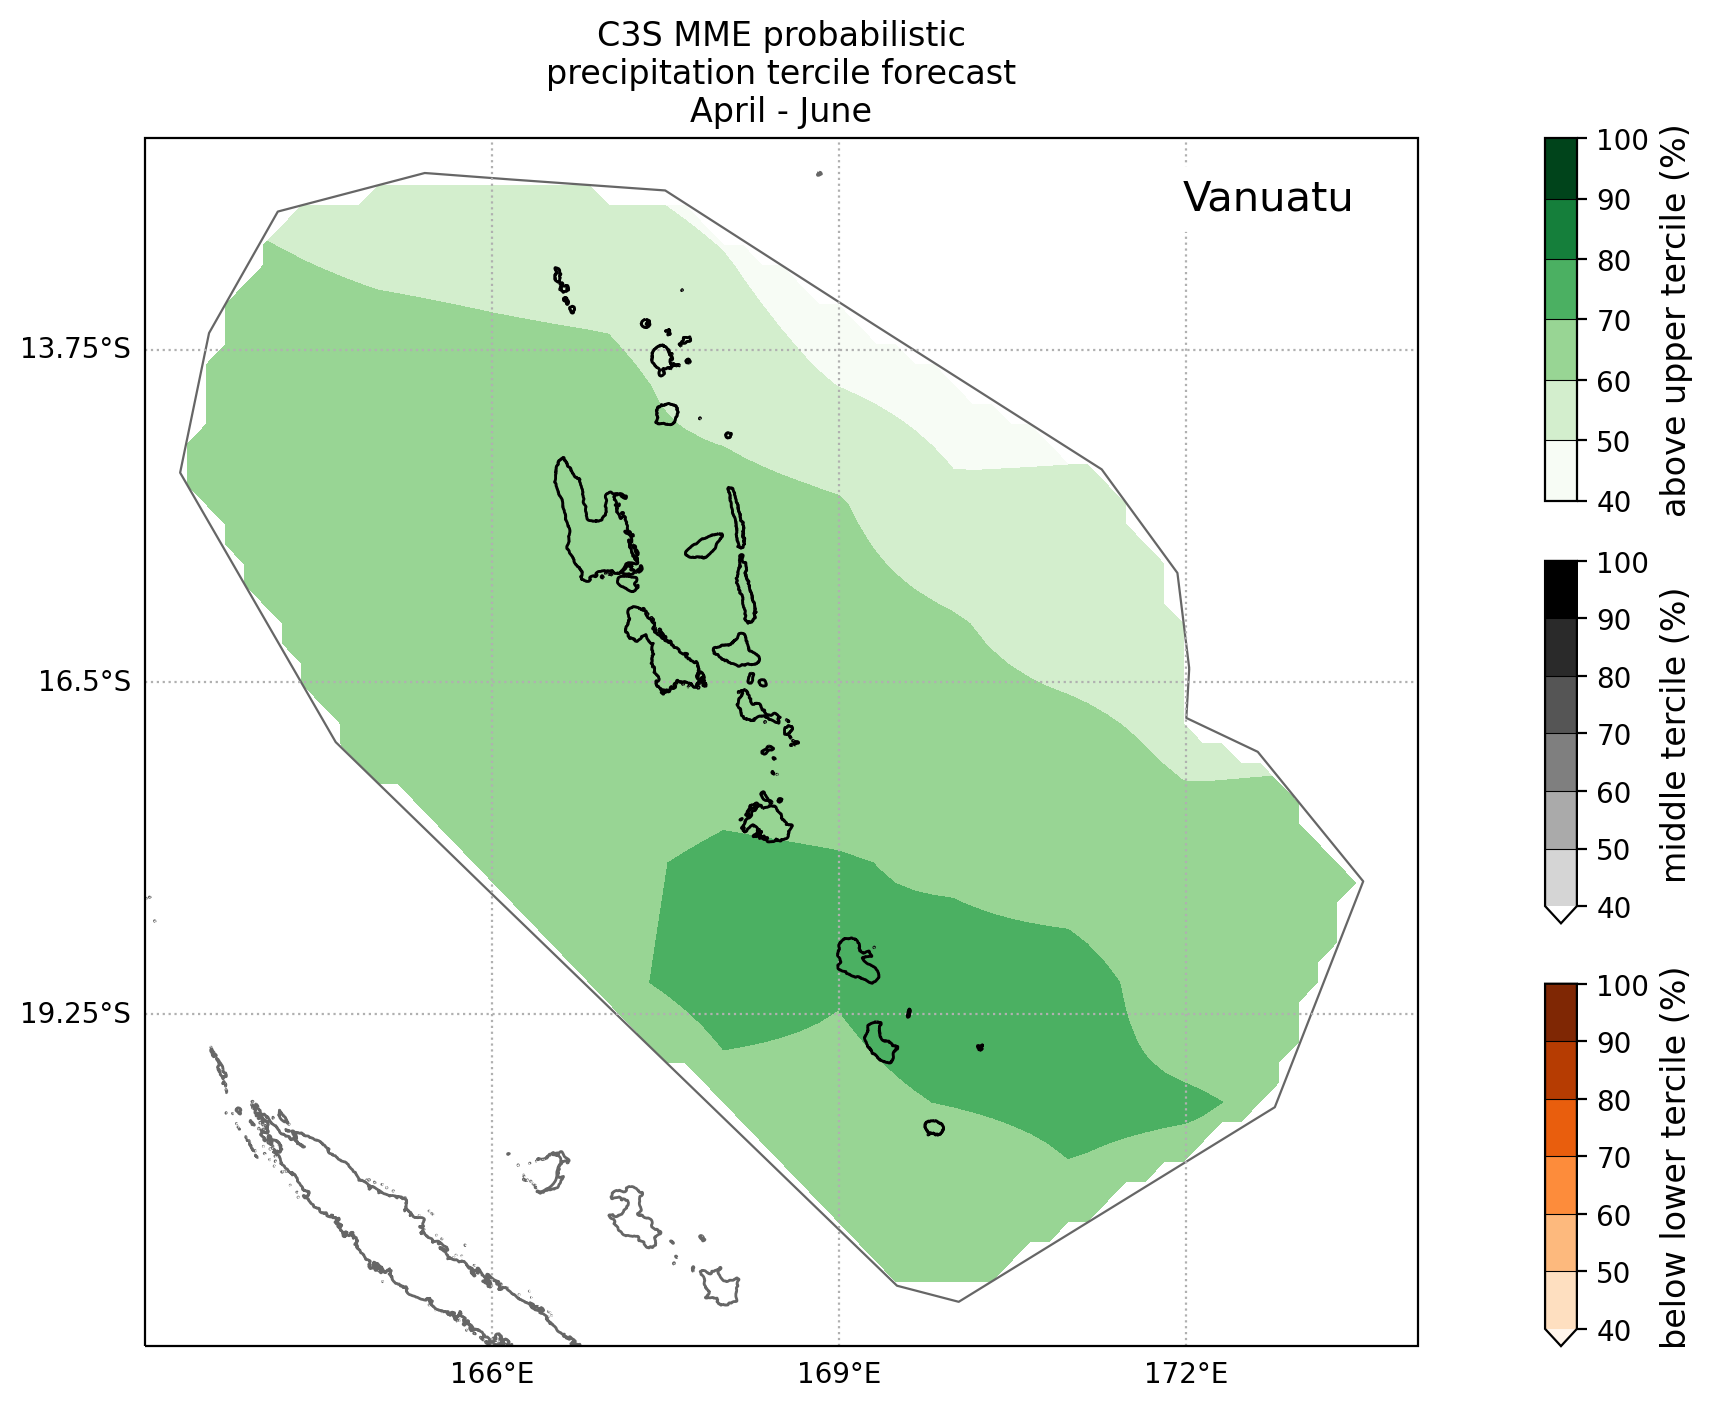 C3S MME probabilistic
precipitation tercile forecast
April - June
Vanuatu
13.75°S
16.5°S
19.25°S
166°E
169°E
172°E
100
90
80
70
60
50
40
above upper tercile (%)
100
90
80
70
60
50
40
middle tercile (%)
100
90
80
70
60
50
40
below lower tercile (%)